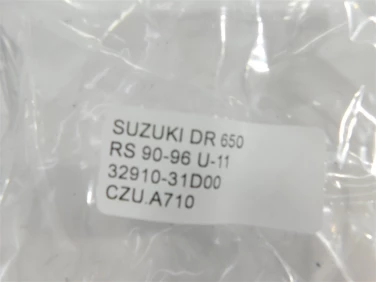 SUZUKI DR 650
RS 90-96 U-11
32910-31D00
CZU.A710